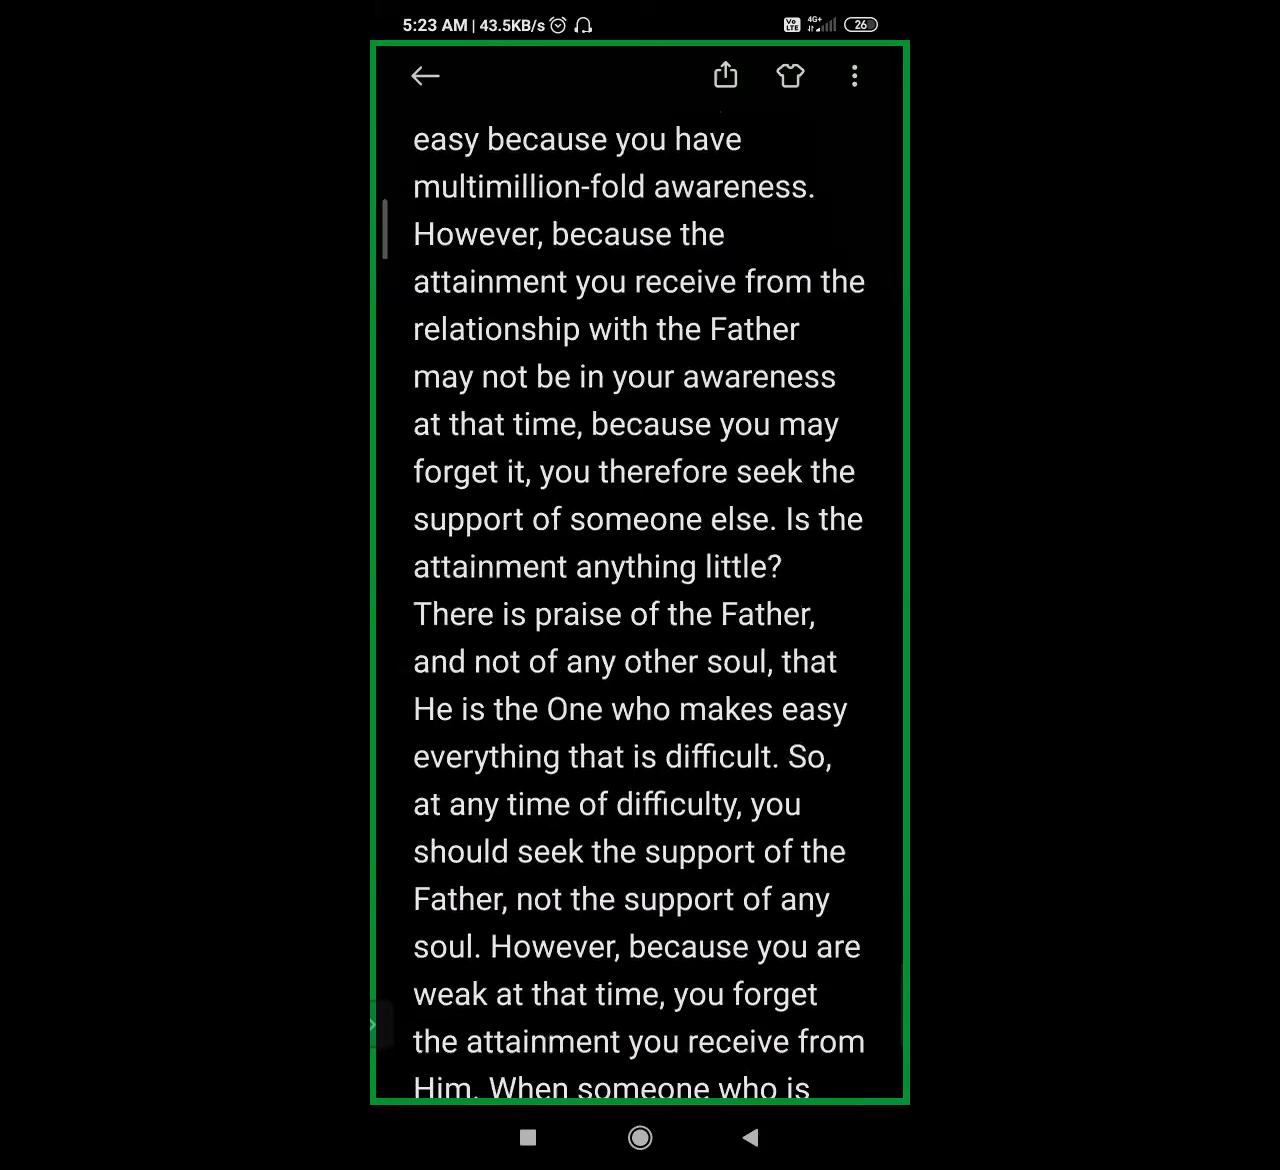 5:23 AM | 43.5KB/s
Vo LTE 4G+ 26
easy because you have
multimillion-fold awareness.
However, because the
attainment you receive from the
relationship with the Father
may not be in your awareness
at that time, because you may
forget it, you therefore seek the
support of someone else. Is the
attainment anything little?
There is praise of the Father,
and not of any other soul, that
He is the One who makes easy
everything that is difficult. So,
at any time of difficulty, you
should seek the support of the
Father, not the support of any
soul. However, because you are
weak at that time, you forget
the attainment you receive from
Him. When someone who is